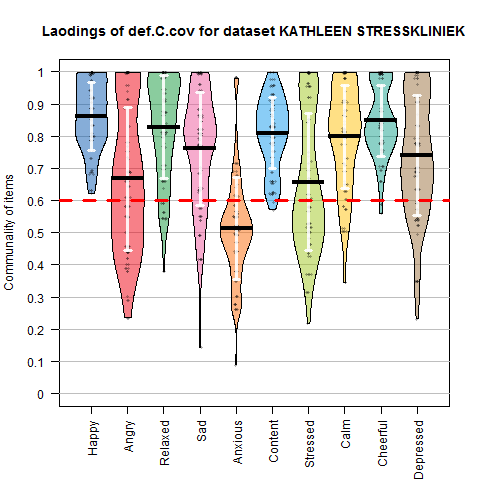 Laodings of def.C.cov for dataset KATHLEEN STRESSKLINIEK
Communality of items
1
0.9
0.8
0.7
0.6
0.5
0.4
0.3
0.2
0.1
0
Happy
Angry
Relaxed
Sad
Anxious
Content
Stressed
Calm
Cheerful
Depressed